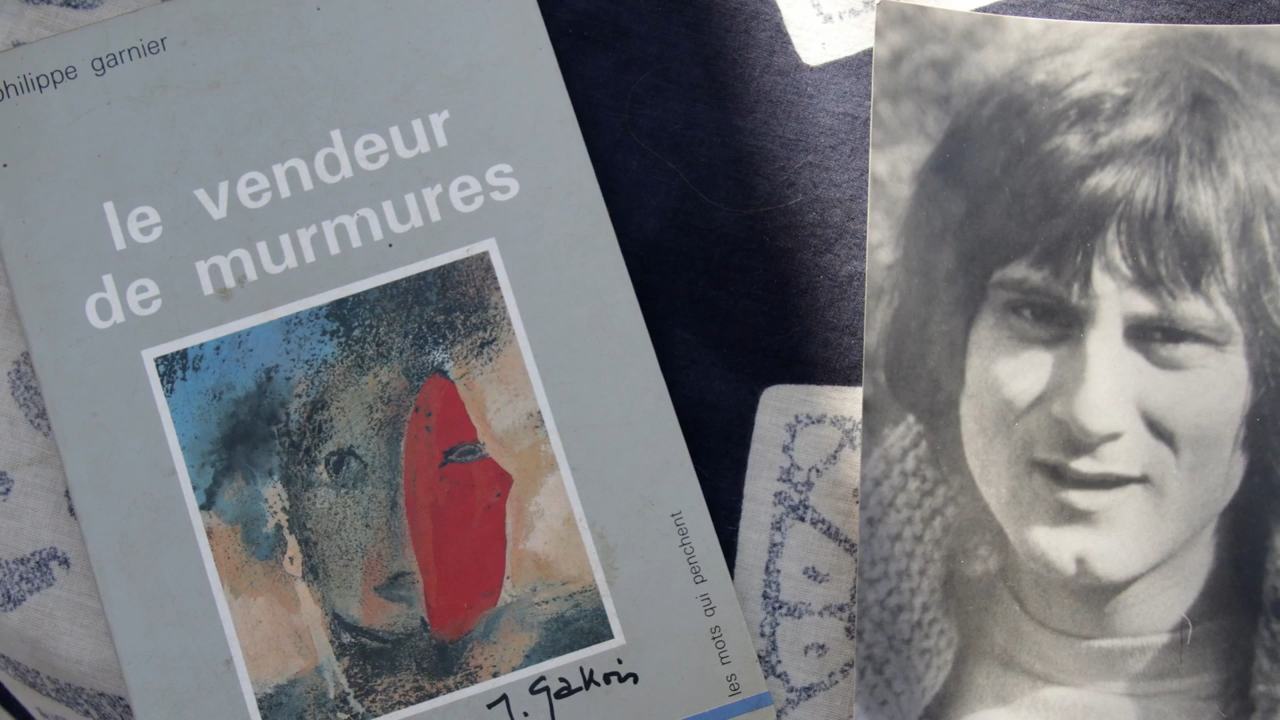 philippe garnier
le vendeur
de murmures
les mots qui penchent